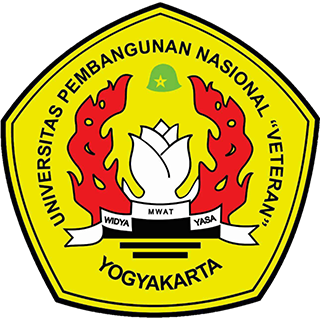 UNIVERSITAS PEMBANGUNAN NASIONAL "VETERAN"
WIDYA MWAT YASA
YOGYAKARTA